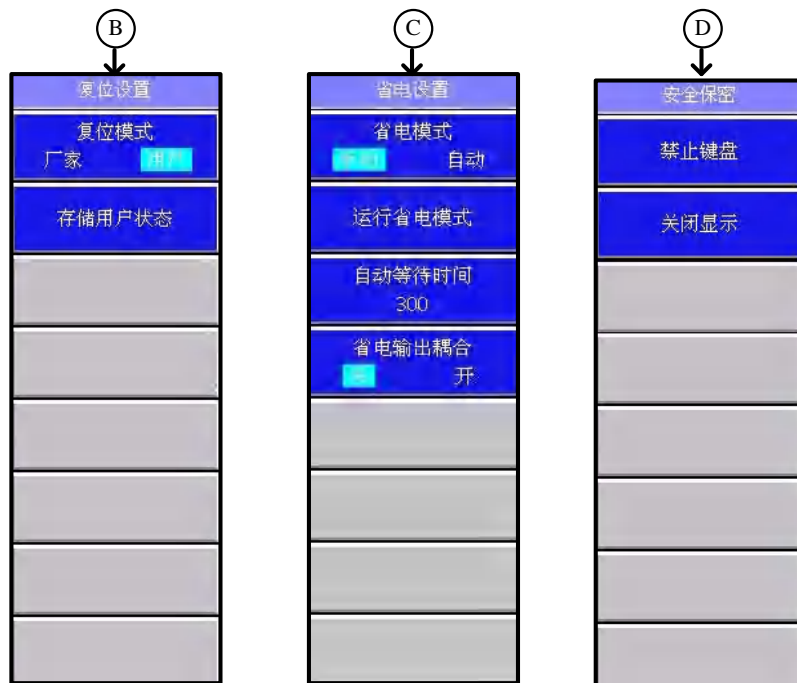 B
复位设置
复位模式
厂家 用户
存储用户状态
C
省电设置
省电模式
自动
运行省电模式
自动等待时间
300
省电输出耦合
开
D
安全保密
禁止键盘
关闭显示